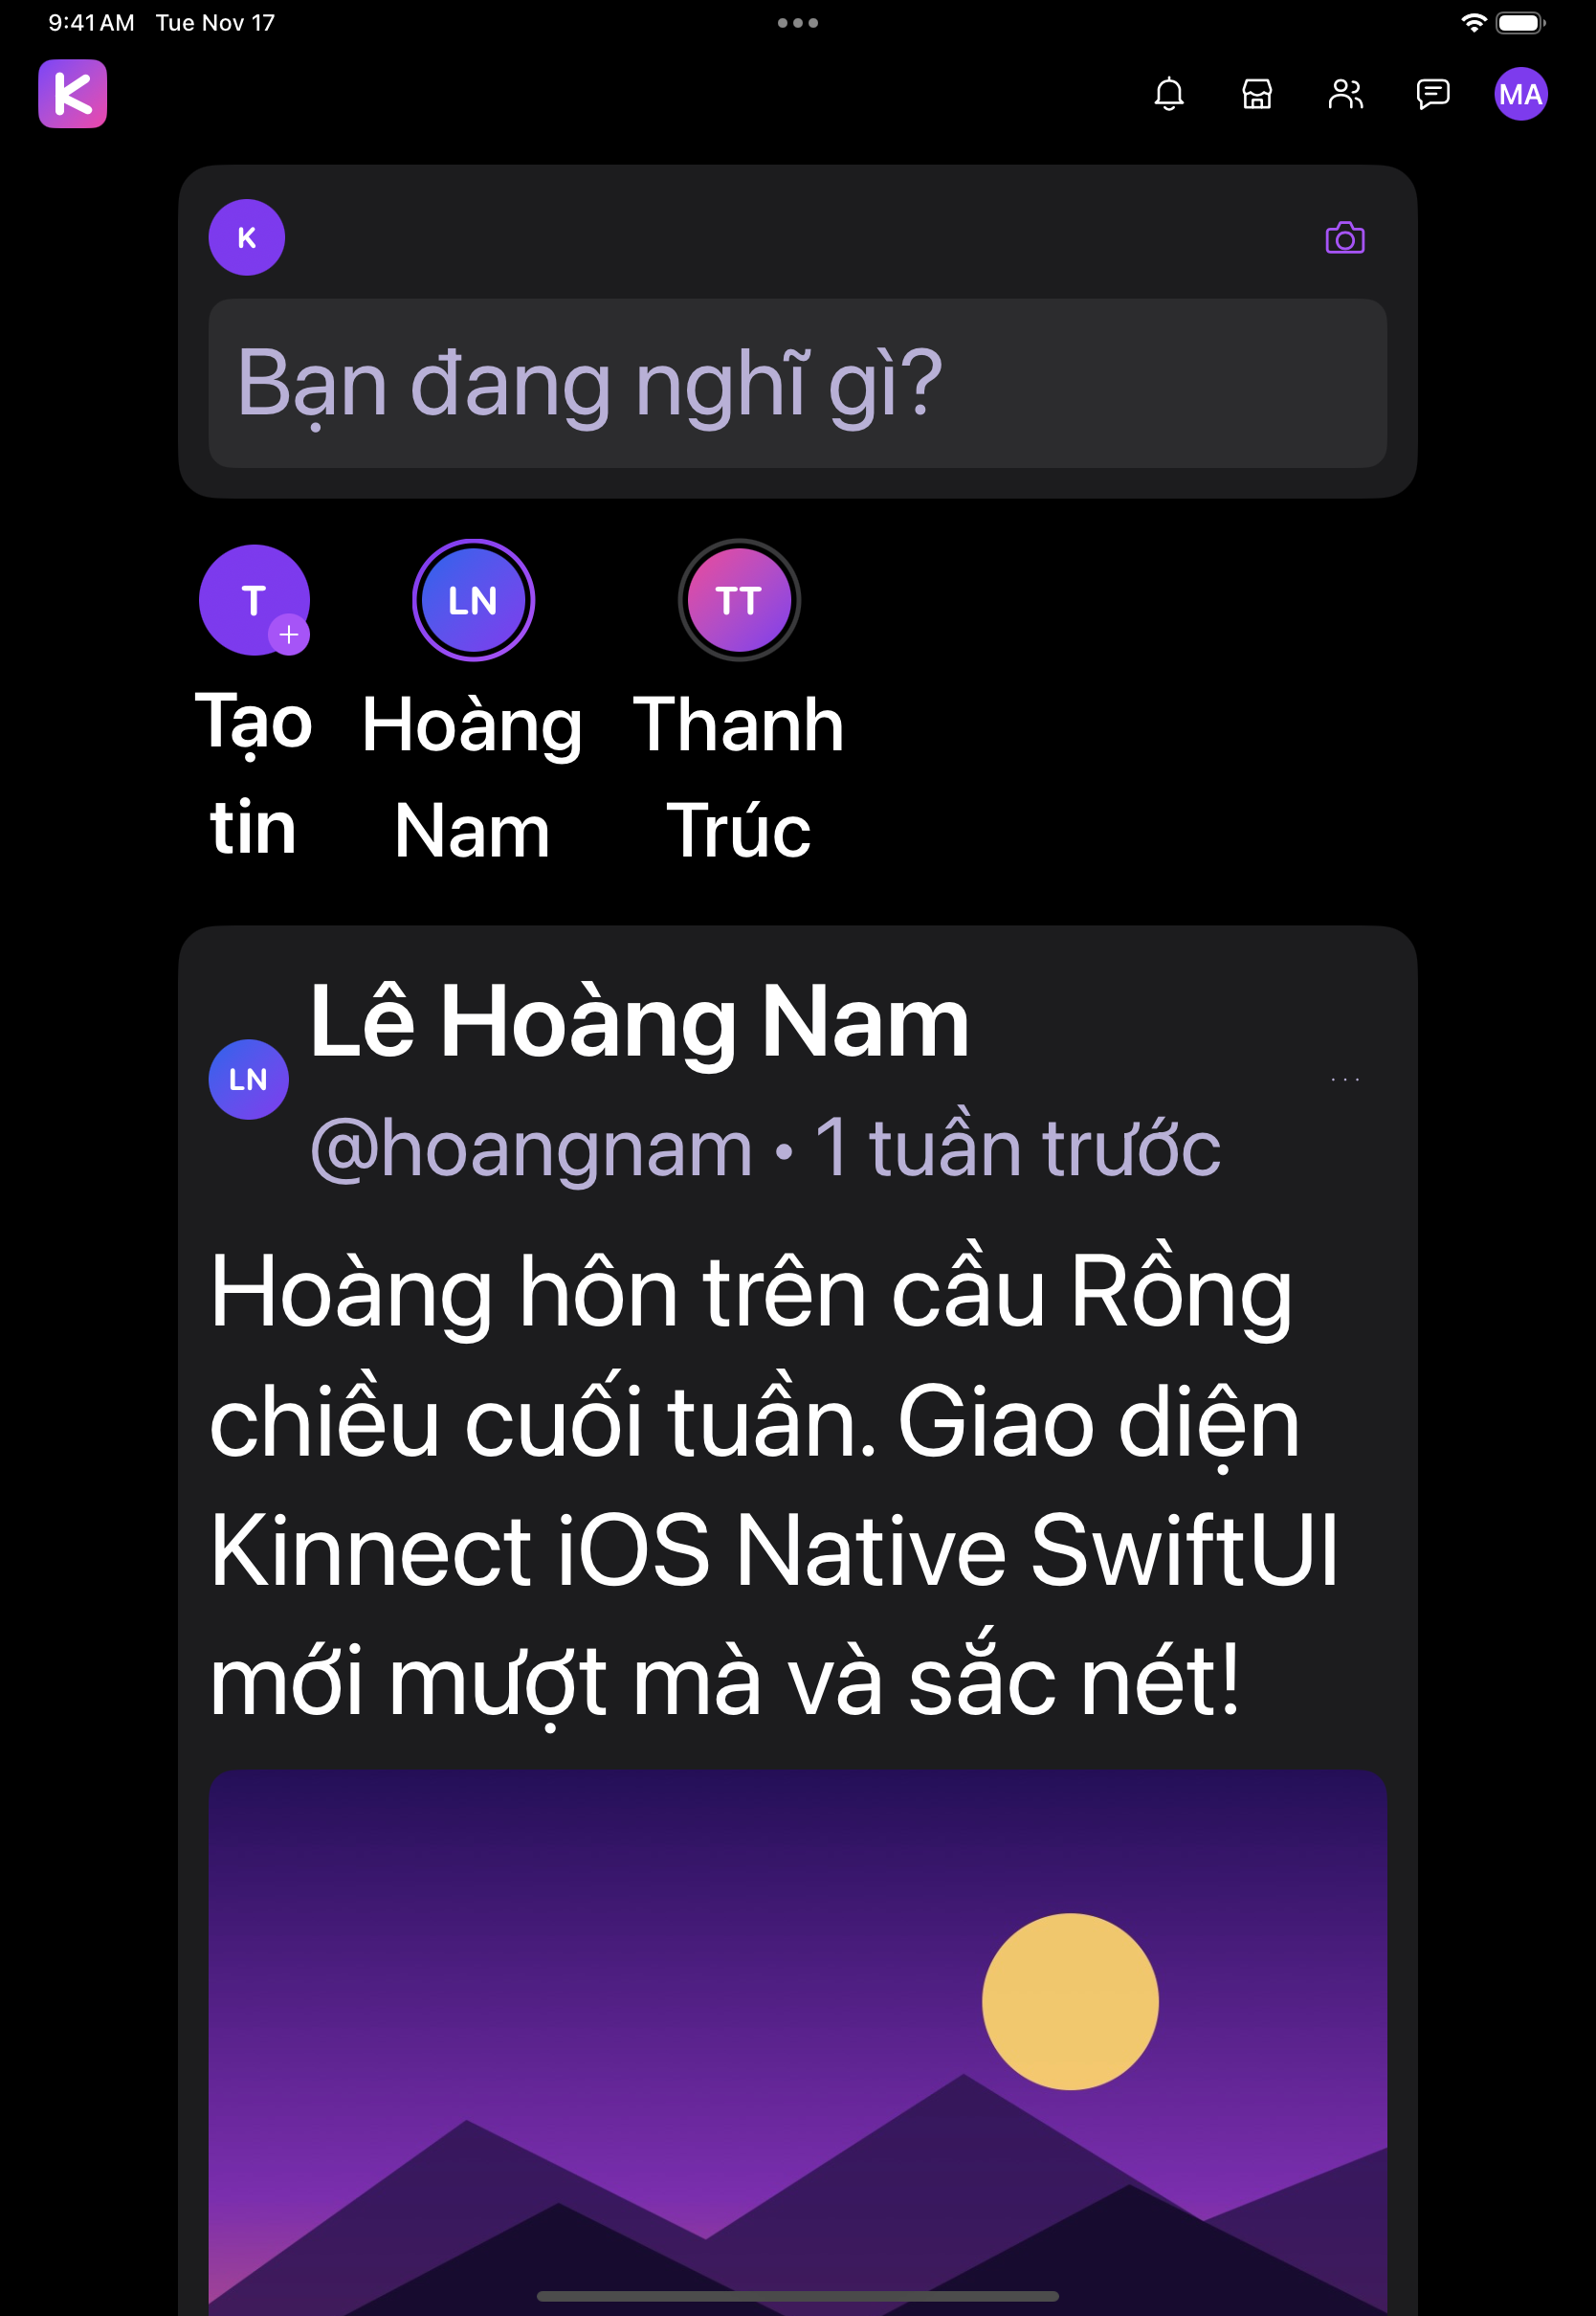 9:41 AM Tue Nov 17
K
MA
K
Bạn đang nghĩ gì?
T
LN
TT
Tạo
tin
Hoàng
Nam
Thanh
Trúc
Lê Hoàng Nam
LN
@hoangnam • 1 tuần trước
Hoàng hôn trên cầu Rồng
chiều cuối tuần. Giao diện
Kinnect iOS Native SwiftUI
mới mượt mà và sắc nét!